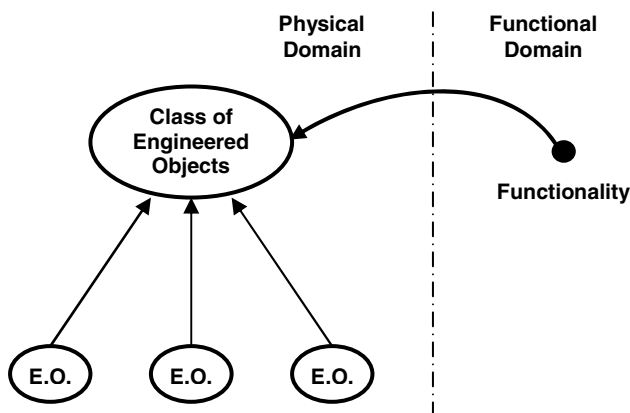 Physical
Domain
Functional
Domain
Class of
Engineered
Objects
Functionality
E.O.
E.O.
E.O.